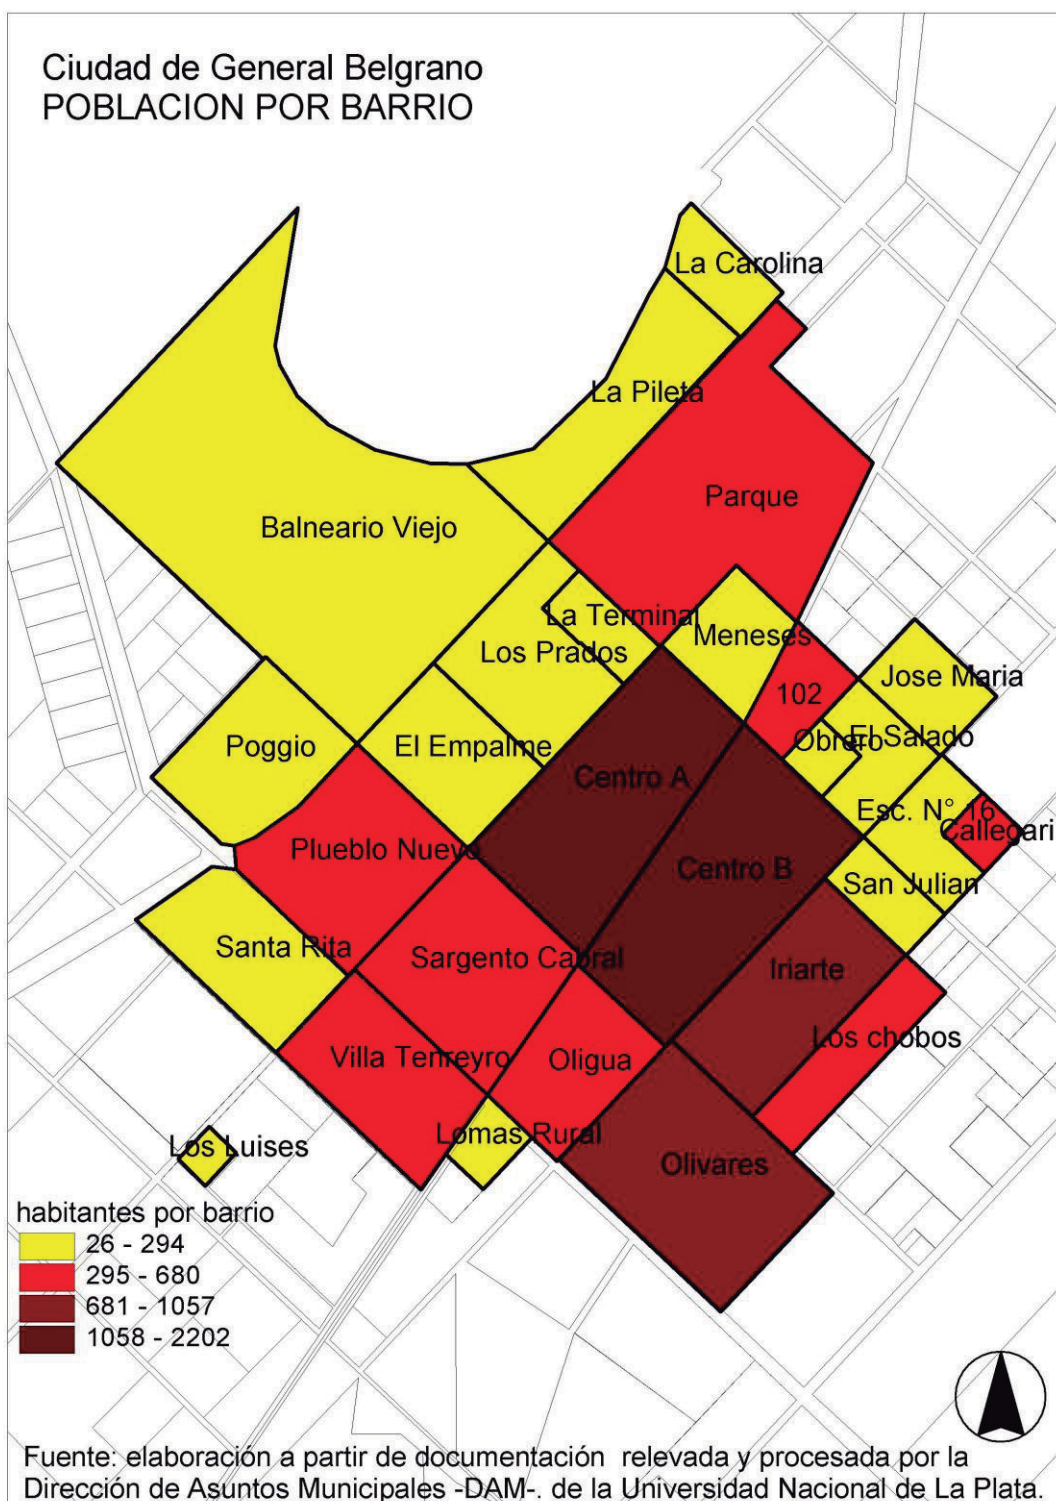 Ciudad de General Belgrano
POBLACION POR BARRIO
La Carolina
La Pileta
Parque
Balneario Viejo
La Terminal
Meneses
Los Prados
Jose Maria
102
Poggio
El Empalme
Obrero
El Salado
Centro A
Esc. N° 16
Callegari
Plueblo Nuevo
Centro B
San Julian
Santa Rita
Sargento Cabral
Iriarte
Los chobos
Villa Tenreyro
Oligua
Lomas Rural
Los Luises
Olivares
habitantes por barrio
26 - 294
295 - 680
681 - 1057
1058 - 2202
Fuente: elaboración a partir de documentación relevada y procesada por la
Dirección de Asuntos Municipales -DAM-. de la Universidad Nacional de La Plata.